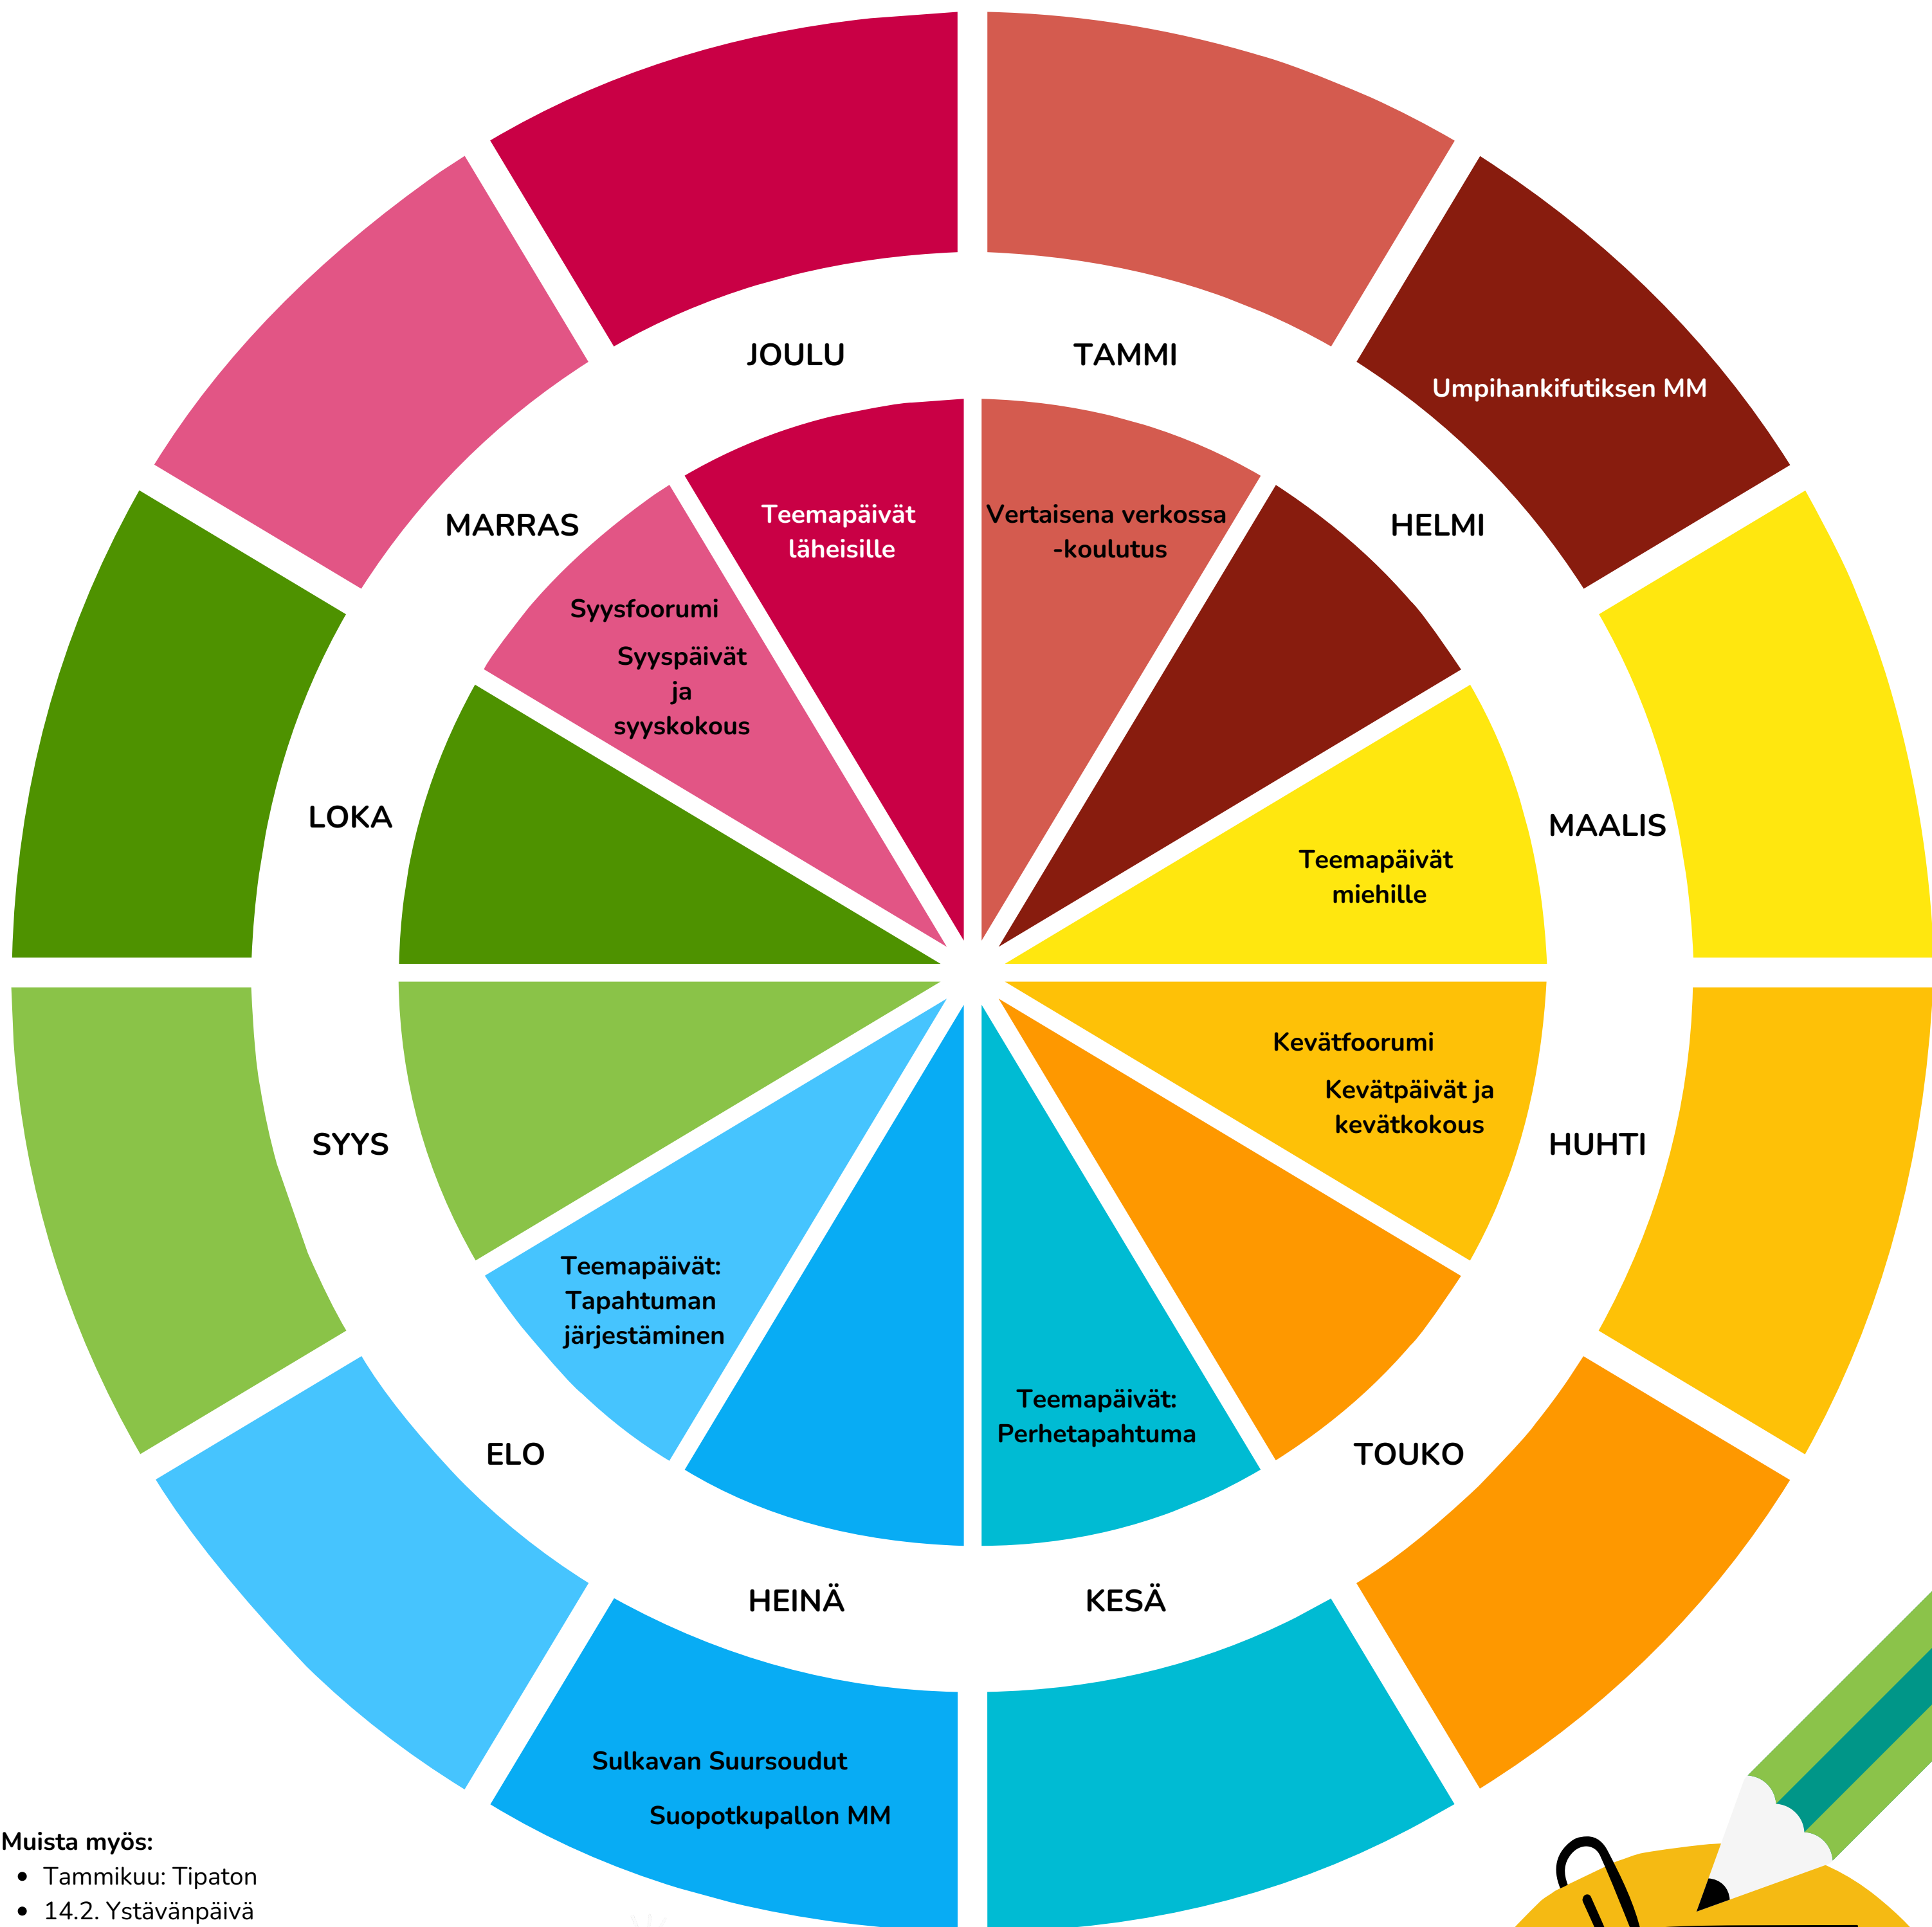 JOULU
TAMMI
Umpihankifutiksen MM
MARRAS
HELMI
Teemapäivät
läheisille
Vertaisena verkossa
-koulutus
Syysfoorumi
Syyspäivät
ja
syyskokous
LOKA
MAALIS
Teemapäivät
miehille
Kevätfoorumi
Kevätpäivät ja
kevätkokous
SYYS
HUHTI
Teemapäivät:
Tapahtuman
järjestäminen
Teemapäivät:
Perhetapahtuma
ELO
TOUKO
HEINÄ
KESÄ
Sulkavan Suursoudut
Suopotkupallon MM
Muista myös:
• Tammikuu: Tipaton
• 14.2. Ystävänpäivä